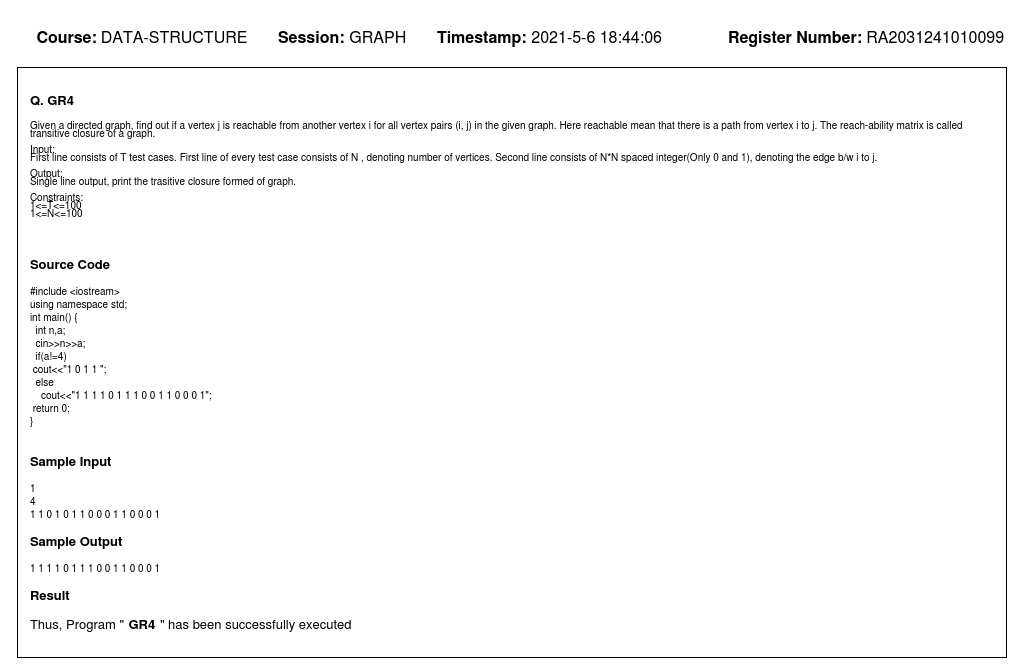 Course: DATA-STRUCTURE Session: GRAPH Timestamp: 2021-5-6 18:44:06 Register Number: RA2031241010099
Q. GR4
Given a directed graph, find out if a vertex j is reachable from another vertex i for all vertex pairs (i, j) in the given graph. Here reachable mean that there is a path from vertex i to j. The reach-ability matrix is called
transitive closure of a graph.
Input:
First line consists of T test cases. First line of every test case consists of N , denoting number of vertices. Second line consists of N*N spaced integer(Only 0 and 1), denoting the edge b/w i to j.
Output:
Single line output, print the trasitive closure formed of graph.
Constraints:
1<=T<=100
1<=N<=100
Source Code
#include <iostream>
using namespace std;
int main() {
int n,a;
cin>>n>>a;
if(a!=4)
cout<<"1 0 1 1 ";
else
cout<<"1 1 1 1 0 1 1 1 0 0 1 1 0 0 0 1";
return 0;
}
Sample Input
1
4
1 1 0 1 0 1 1 0 0 0 1 1 0 0 0 1
Sample Output
1 1 1 1 0 1 1 1 0 0 1 1 0 0 0 1
Result
Thus, Program " GR4 " has been successfully executed